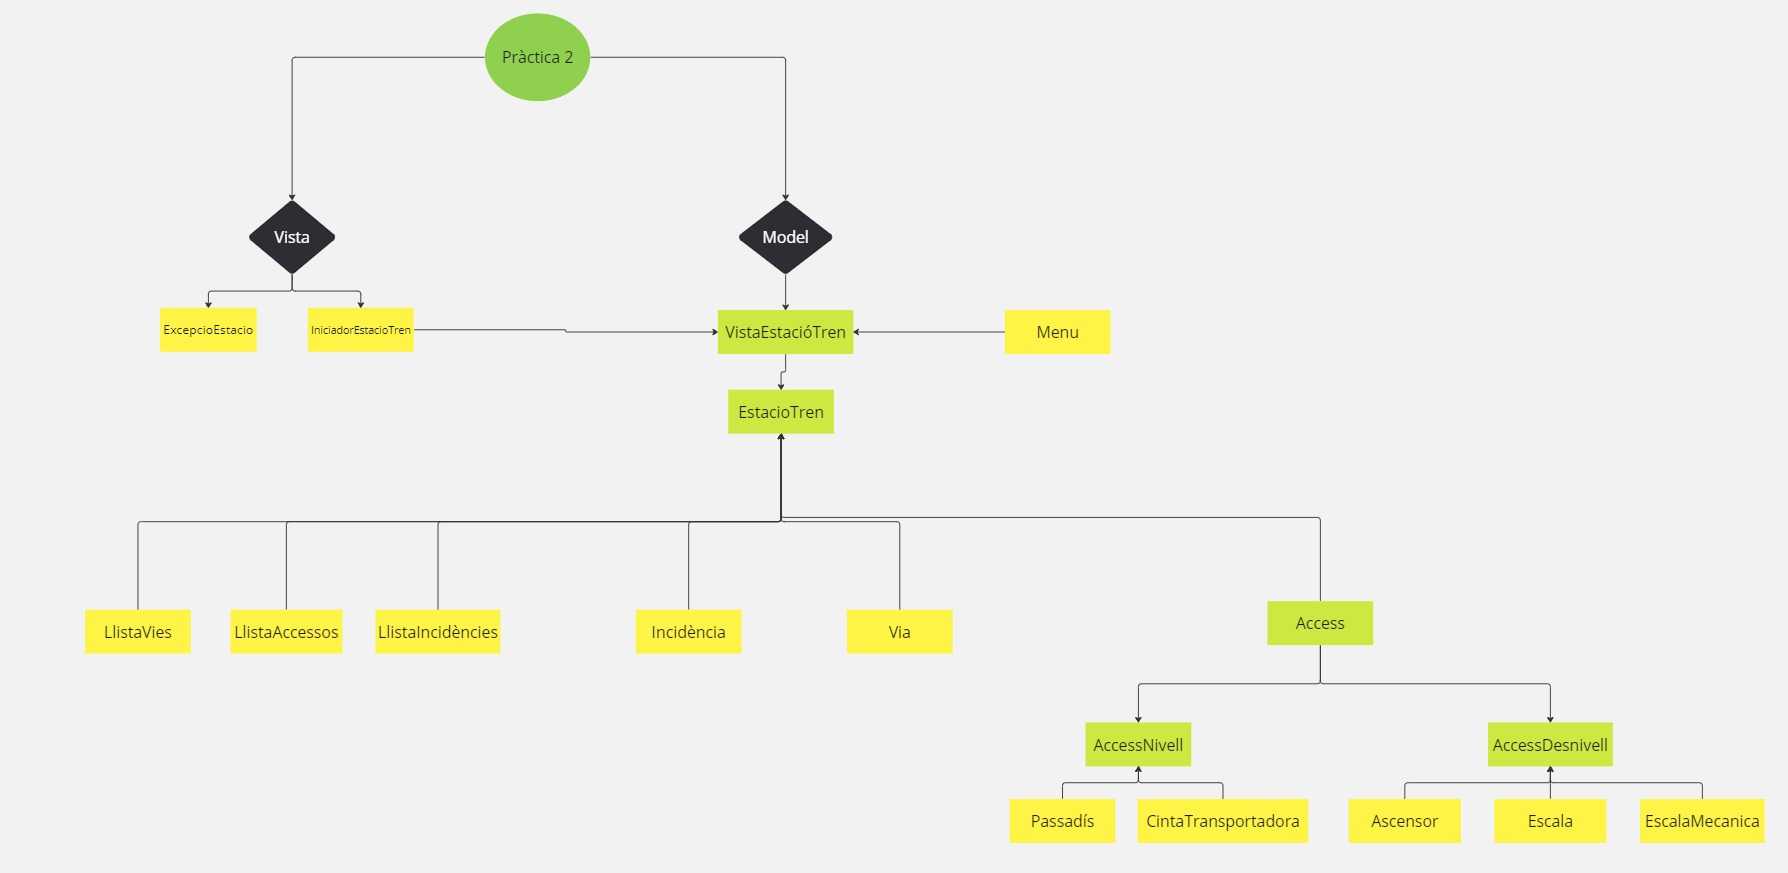 Pràctica 2
Vista
Model
ExcepcioEstacio
IniciadorEstacioTren
VistaEstacióTren
Menu
EstacioTren
LlistaVies
LlistaAccessos
LlistaIncidències
Incidència
Via
Access
AccessNivell
AccessDesnivell
Passadís
CintaTransportadora
Ascensor
Escala
EscalaMecanica